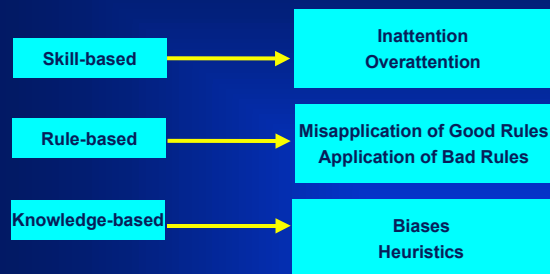 Skill-based
Inattention
Overattention
Rule-based
Misapplication of Good Rules
Application of Bad Rules
Knowledge-based
Biases
Heuristics